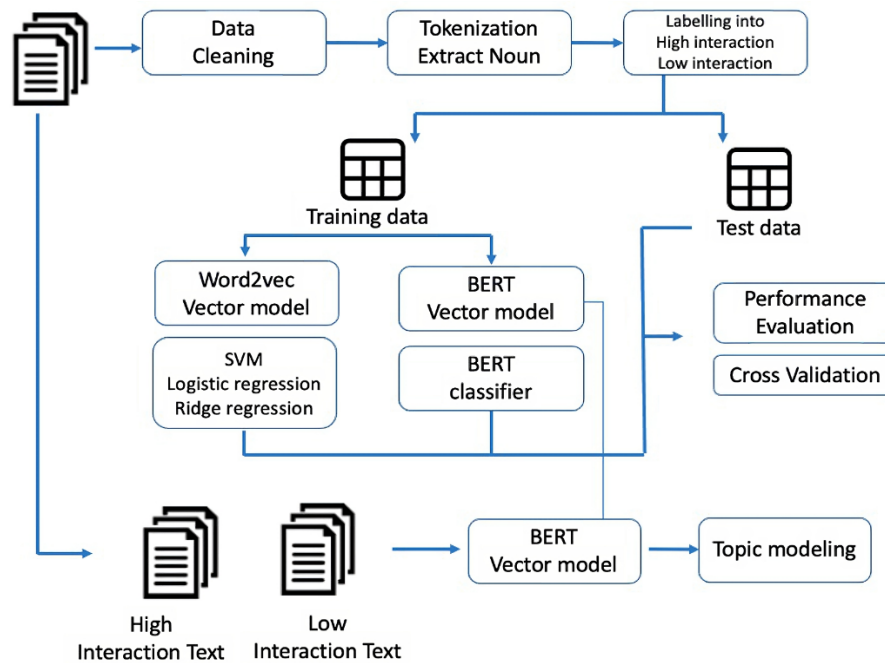 Data
Cleaning
Tokenization
Extract Noun
Labelling into
High interaction
Low interaction
Training data
Test data
Word2vec
Vector model
BERT
Vector model
Performance
Evaluation
SVM
Logistic regression
Ridge regression
BERT
classifier
Cross Validation
BERT
Vector model
Topic modeling
High
Interaction Text
Low
Interaction Text